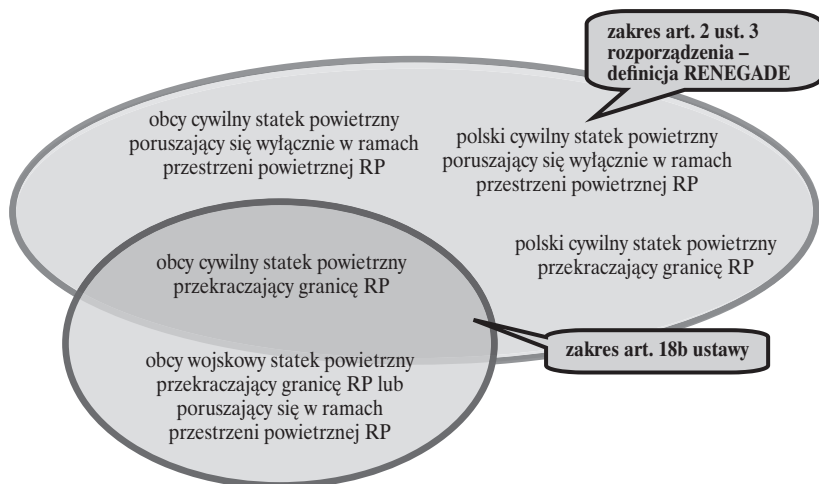 zakres art. 2 ust. 3
rozporządzenia –
definicja RENEGADE
obcy cywilny statek powietrzny
poruszający się wyłącznie w ramach
przestrzeni powietrznej RP
polski cywilny statek powietrzny
poruszający się wyłącznie w ramach
przestrzeni powietrznej RP
polski cywilny statek powietrzny
przekraczający granicę RP
obcy cywilny statek powietrzny
przekraczający granicę RP
zakres art. 18b ustawy
obcy wojskowy statek powietrzny
przekraczający granicę RP lub
poruszający się w ramach
przestrzeni powietrznej RP